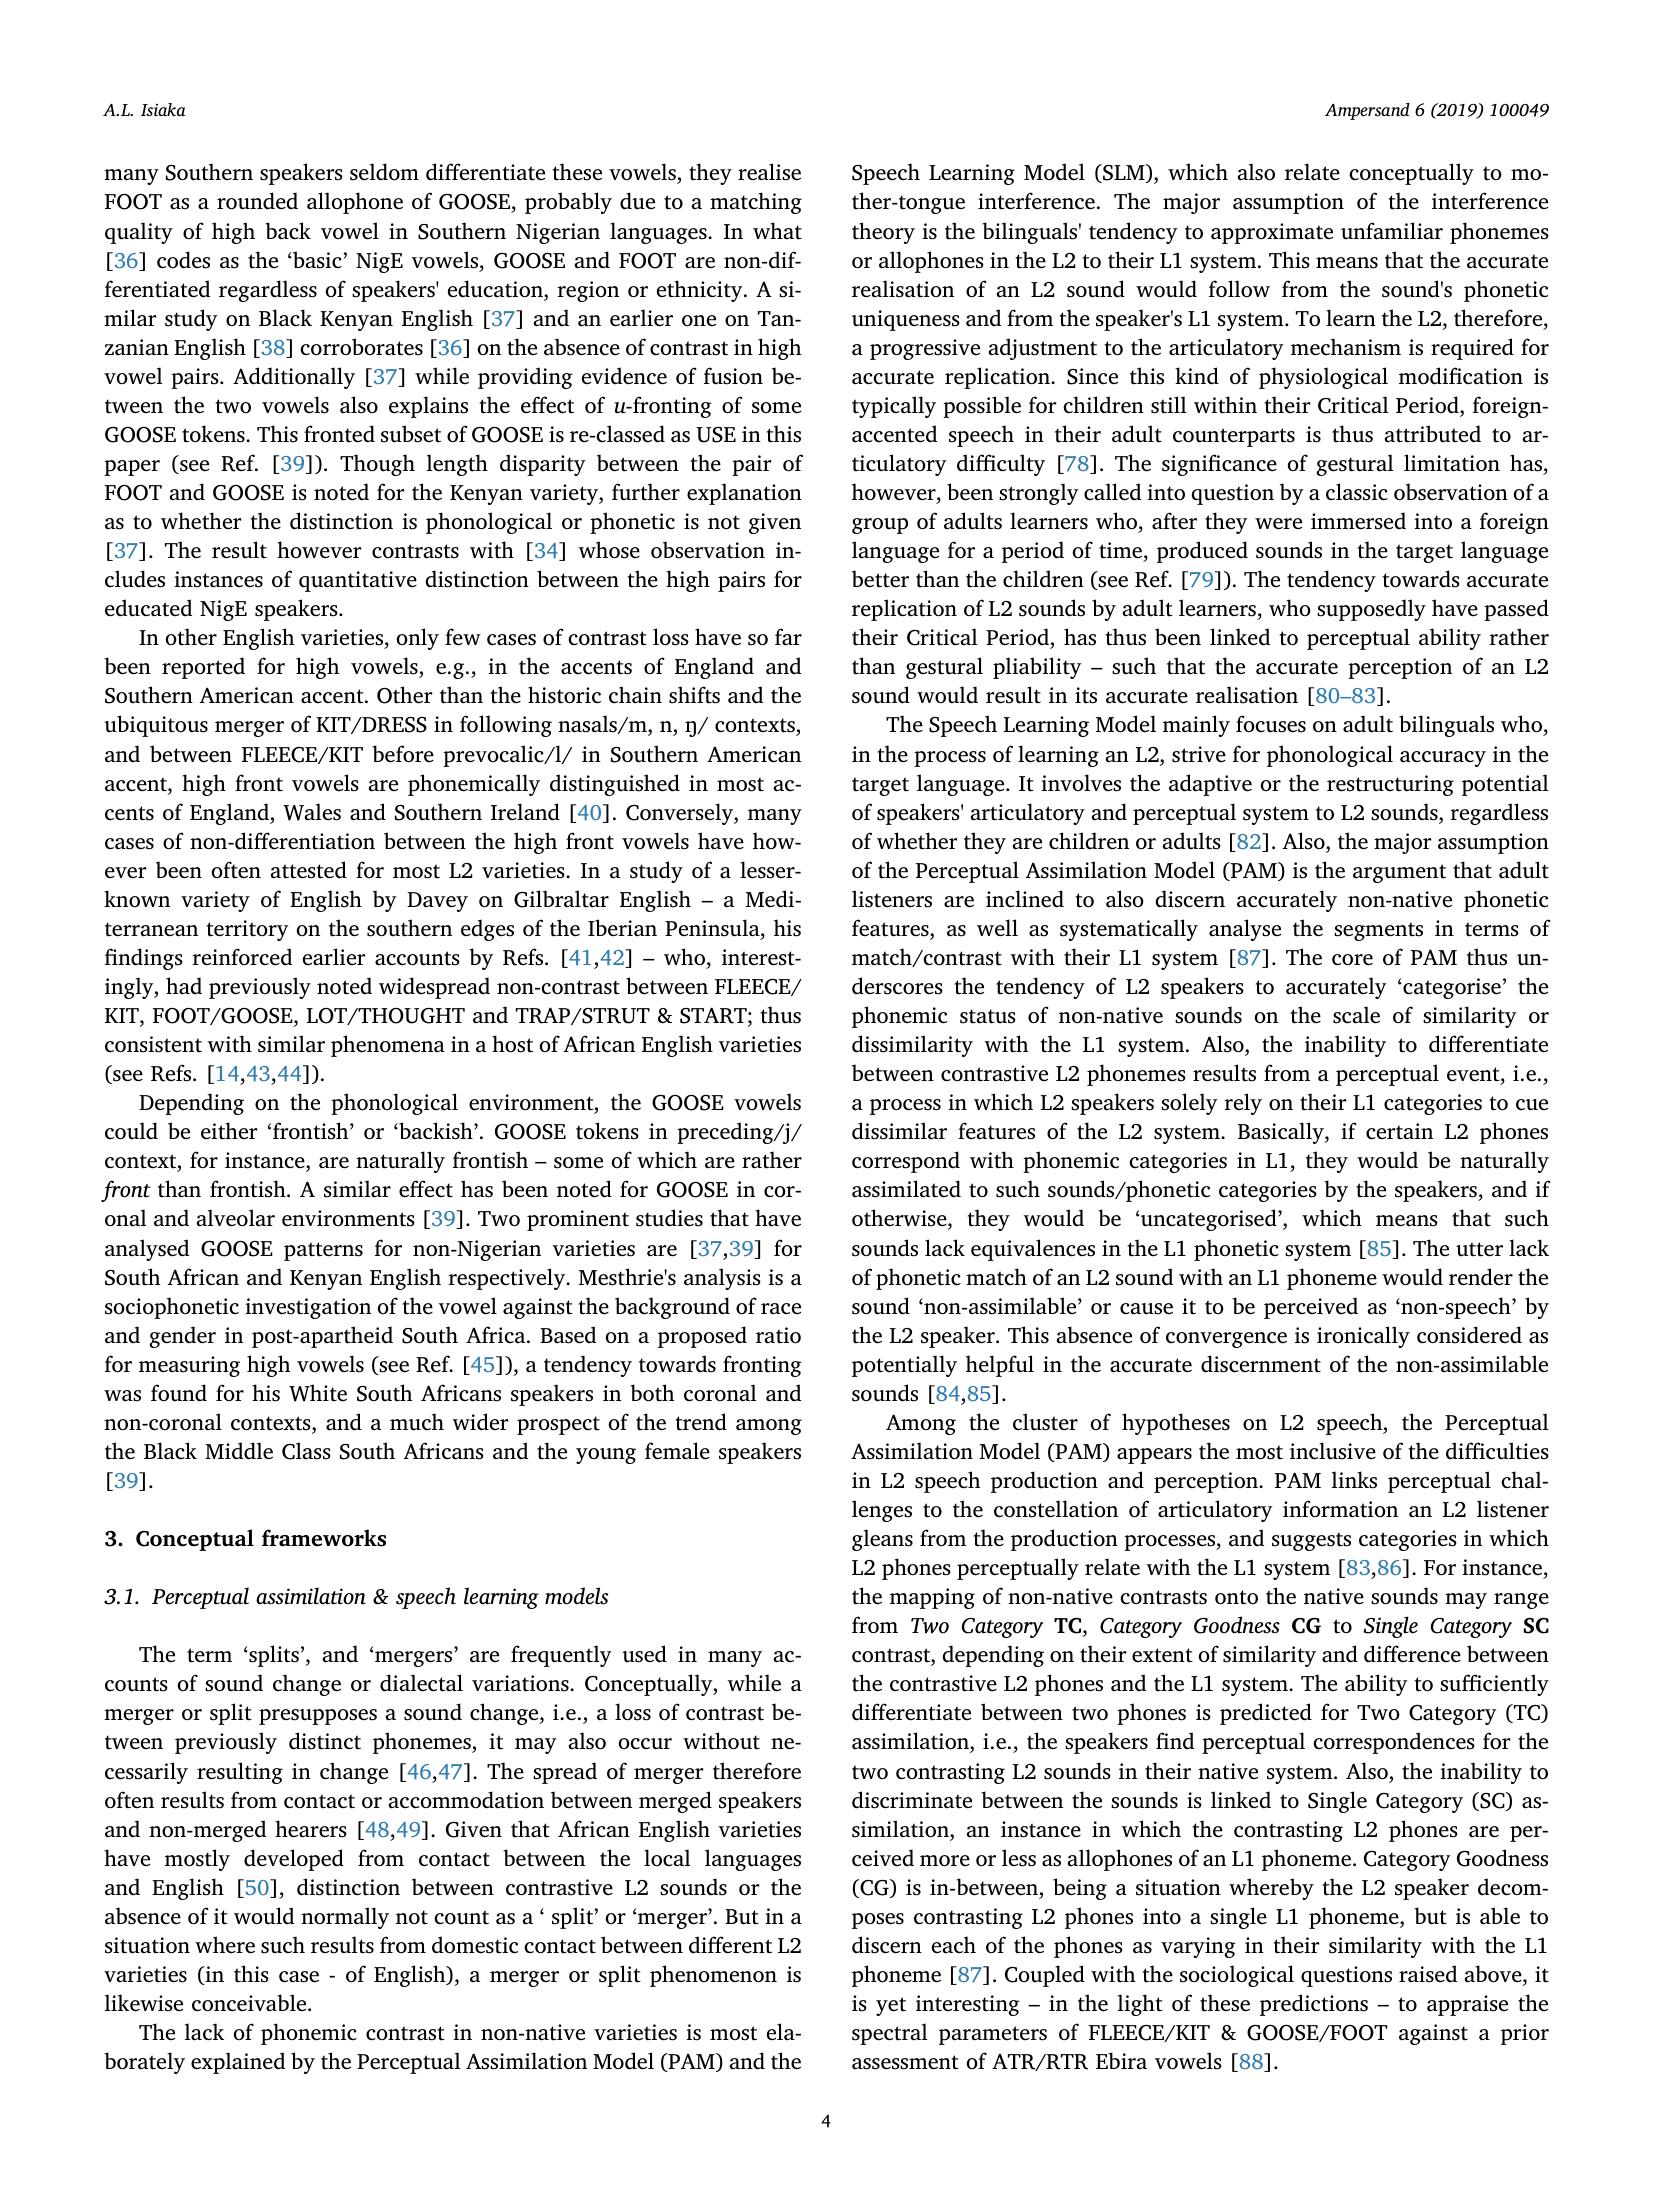 A.L. Isiaka
Ampersand 6 (2019) 100049
many Southern speakers seldom differentiate these vowels, they realise
FOOT as a rounded allophone of GOOSE, probably due to a matching
quality of high back vowel in Southern Nigerian languages. In what
[36] codes as the ‘basic’ NigE vowels, GOOSE and FOOT are non-dif-
ferentiated regardless of speakers' education, region or ethnicity. A si-
milar study on Black Kenyan English [37] and an earlier one on Tan-
zanian English [38] corroborates [36] on the absence of contrast in high
vowel pairs. Additionally [37] while providing evidence of fusion be-
tween the two vowels also explains the effect of u-fronting of some
GOOSE tokens. This fronted subset of GOOSE is re-classed as USE in this
paper (see Ref. [39]). Though length disparity between the pair of
FOOT and GOOSE is noted for the Kenyan variety, further explanation
as to whether the distinction is phonological or phonetic is not given
[37]. The result however contrasts with [34] whose observation in-
cludes instances of quantitative distinction between the high pairs for
educated NigE speakers.
In other English varieties, only few cases of contrast loss have so far
been reported for high vowels, e.g., in the accents of England and
Southern American accent. Other than the historic chain shifts and the
ubiquitous merger of KIT/DRESS in following nasals/m, n, ŋ/ contexts,
and between FLEECE/KIT before prevocalic/l/ in Southern American
accent, high front vowels are phonemically distinguished in most ac-
cents of England, Wales and Southern Ireland [40]. Conversely, many
cases of non-differentiation between the high front vowels have how-
ever been often attested for most L2 varieties. In a study of a lesser-
known variety of English by Davey on Gilbraltar English – a Medi-
terranean territory on the southern edges of the Iberian Peninsula, his
findings reinforced earlier accounts by Refs. [41,42] – who, interest-
ingly, had previously noted widespread non-contrast between FLEECE/
KIT, FOOT/GOOSE, LOT/THOUGHT and TRAP/STRUT & START; thus
consistent with similar phenomena in a host of African English varieties
(see Refs. [14,43,44]).
Depending on the phonological environment, the GOOSE vowels
could be either ‘frontish’ or ‘backish’. GOOSE tokens in preceding/j/
context, for instance, are naturally frontish – some of which are rather
front than frontish. A similar effect has been noted for GOOSE in cor-
onal and alveolar environments [39]. Two prominent studies that have
analysed GOOSE patterns for non-Nigerian varieties are [37,39] for
South African and Kenyan English respectively. Mesthrie's analysis is a
sociophonetic investigation of the vowel against the background of race
and gender in post-apartheid South Africa. Based on a proposed ratio
for measuring high vowels (see Ref. [45]), a tendency towards fronting
was found for his White South Africans speakers in both coronal and
non-coronal contexts, and a much wider prospect of the trend among
the Black Middle Class South Africans and the young female speakers
[39].
3. Conceptual frameworks
3.1. Perceptual assimilation & speech learning models
The term ‘splits’, and ‘mergers’ are frequently used in many ac-
counts of sound change or dialectal variations. Conceptually, while a
merger or split presupposes a sound change, i.e., a loss of contrast be-
tween previously distinct phonemes, it may also occur without ne-
cessarily resulting in change [46,47]. The spread of merger therefore
often results from contact or accommodation between merged speakers
and non-merged hearers [48,49]. Given that African English varieties
have mostly developed from contact between the local languages
and English [50], distinction between contrastive L2 sounds or the
absence of it would normally not count as a ‘ split’ or ‘merger’. But in a
situation where such results from domestic contact between different L2
varieties (in this case - of English), a merger or split phenomenon is
likewise conceivable.
The lack of phonemic contrast in non-native varieties is most ela-
borately explained by the Perceptual Assimilation Model (PAM) and the
Speech Learning Model (SLM), which also relate conceptually to mo-
ther-tongue interference. The major assumption of the interference
theory is the bilinguals' tendency to approximate unfamiliar phonemes
or allophones in the L2 to their L1 system. This means that the accurate
realisation of an L2 sound would follow from the sound's phonetic
uniqueness and from the speaker's L1 system. To learn the L2, therefore,
a progressive adjustment to the articulatory mechanism is required for
accurate replication. Since this kind of physiological modification is
typically possible for children still within their Critical Period, foreign-
accented speech in their adult counterparts is thus attributed to ar-
ticulatory difficulty [78]. The significance of gestural limitation has,
however, been strongly called into question by a classic observation of a
group of adults learners who, after they were immersed into a foreign
language for a period of time, produced sounds in the target language
better than the children (see Ref. [79]). The tendency towards accurate
replication of L2 sounds by adult learners, who supposedly have passed
their Critical Period, has thus been linked to perceptual ability rather
than gestural pliability – such that the accurate perception of an L2
sound would result in its accurate realisation [80–83].
The Speech Learning Model mainly focuses on adult bilinguals who,
in the process of learning an L2, strive for phonological accuracy in the
target language. It involves the adaptive or the restructuring potential
of speakers' articulatory and perceptual system to L2 sounds, regardless
of whether they are children or adults [82]. Also, the major assumption
of the Perceptual Assimilation Model (PAM) is the argument that adult
listeners are inclined to also discern accurately non-native phonetic
features, as well as systematically analyse the segments in terms of
match/contrast with their L1 system [87]. The core of PAM thus un-
derscores the tendency of L2 speakers to accurately ‘categorise’ the
phonemic status of non-native sounds on the scale of similarity or
dissimilarity with the L1 system. Also, the inability to differentiate
between contrastive L2 phonemes results from a perceptual event, i.e.,
a process in which L2 speakers solely rely on their L1 categories to cue
dissimilar features of the L2 system. Basically, if certain L2 phones
correspond with phonemic categories in L1, they would be naturally
assimilated to such sounds/phonetic categories by the speakers, and if
otherwise, they would be ‘uncategorised’, which means that such
sounds lack equivalences in the L1 phonetic system [85]. The utter lack
of phonetic match of an L2 sound with an L1 phoneme would render the
sound ‘non-assimilable’ or cause it to be perceived as ‘non-speech’ by
the L2 speaker. This absence of convergence is ironically considered as
potentially helpful in the accurate discernment of the non-assimilable
sounds [84,85].
Among the cluster of hypotheses on L2 speech, the Perceptual
Assimilation Model (PAM) appears the most inclusive of the difficulties
in L2 speech production and perception. PAM links perceptual chal-
lenges to the constellation of articulatory information an L2 listener
gleans from the production processes, and suggests categories in which
L2 phones perceptually relate with the L1 system [83,86]. For instance,
the mapping of non-native contrasts onto the native sounds may range
from Two Category TC, Category Goodness CG to Single Category SC
contrast, depending on their extent of similarity and difference between
the contrastive L2 phones and the L1 system. The ability to sufficiently
differentiate between two phones is predicted for Two Category (TC)
assimilation, i.e., the speakers find perceptual correspondences for the
two contrasting L2 sounds in their native system. Also, the inability to
discriminate between the sounds is linked to Single Category (SC) as-
similation, an instance in which the contrasting L2 phones are per-
ceived more or less as allophones of an L1 phoneme. Category Goodness
(CG) is in-between, being a situation whereby the L2 speaker decom-
poses contrasting L2 phones into a single L1 phoneme, but is able to
discern each of the phones as varying in their similarity with the L1
phoneme [87]. Coupled with the sociological questions raised above, it
is yet interesting – in the light of these predictions – to appraise the
spectral parameters of FLEECE/KIT & GOOSE/FOOT against a prior
assessment of ATR/RTR Ebira vowels [88].
4